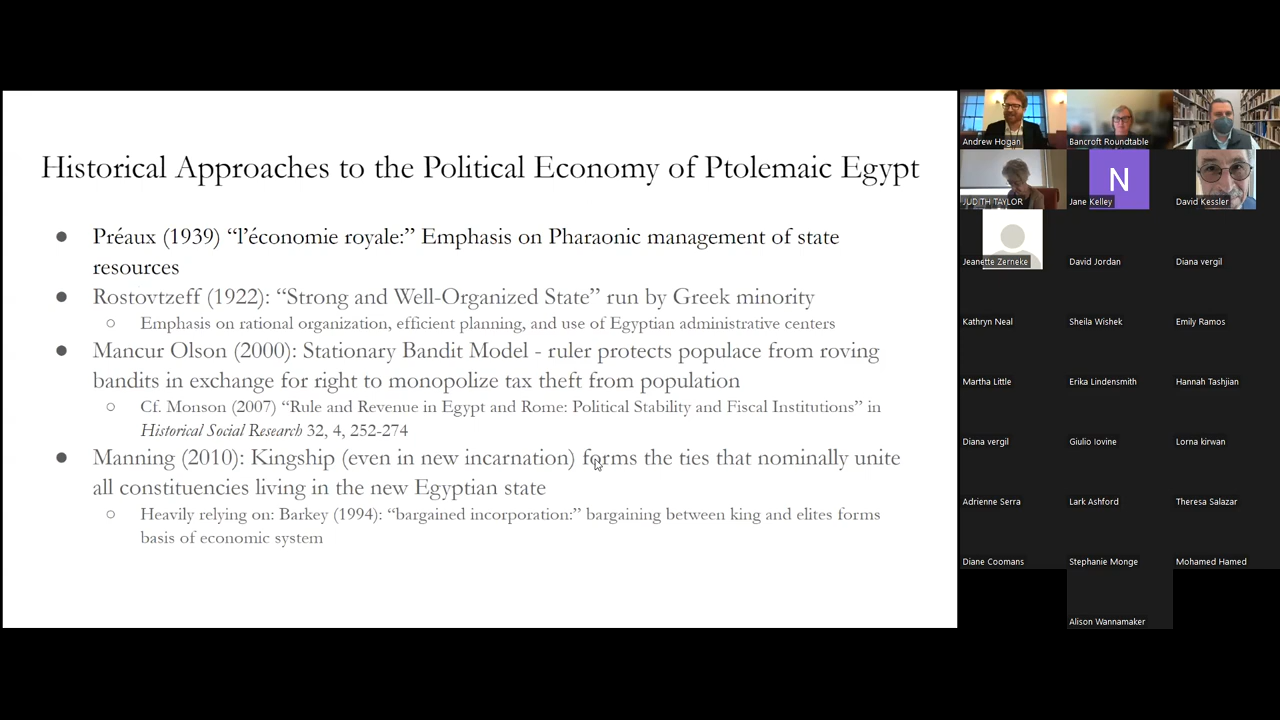 Historical Approaches to the Political Economy of Ptolemaic Egypt
● Préaux (1939) “l’économie royale:” Emphasis on Pharaonic management of state
resources
● Rostovtzeff (1922): “Strong and Well-Organized State” run by Greek minority
○ Emphasis on rational organization, efficient planning, and use of Egyptian administrative centers
● Mancur Olson (2000): Stationary Bandit Model - ruler protects populace from roving
bandits in exchange for right to monopolize tax theft from population
○ Cf. Monson (2007) “Rule and Revenue in Egypt and Rome: Political Stability and Fiscal Institutions” in
Historical Social Research 32, 4, 252-274
● Manning (2010): Kingship (even in new incarnation) forms the ties that nominally unite
all constituencies living in the new Egyptian state
○ Heavily relying on: Barkey (1994): “bargained incorporation:” bargaining between king and elites forms
basis of economic system
Andrew Hogan
Bancroft Roundtable
JUDITH TAYLOR
N
Jane Kelley
David Kessler
Jeanette Zerneke
David Jordan
Diana vergil
Kathryn Neal
Sheila Wishek
Emily Ramos
Martha Little
Erika Lindensmith
Hannah Tashjian
Diana vergil
Giulio Iovine
Lorna kirwan
Adrienne Serra
Lark Ashford
Theresa Salazar
Diane Coomans
Stephanie Monge
Mohamed Hamed
Alison Wannamaker